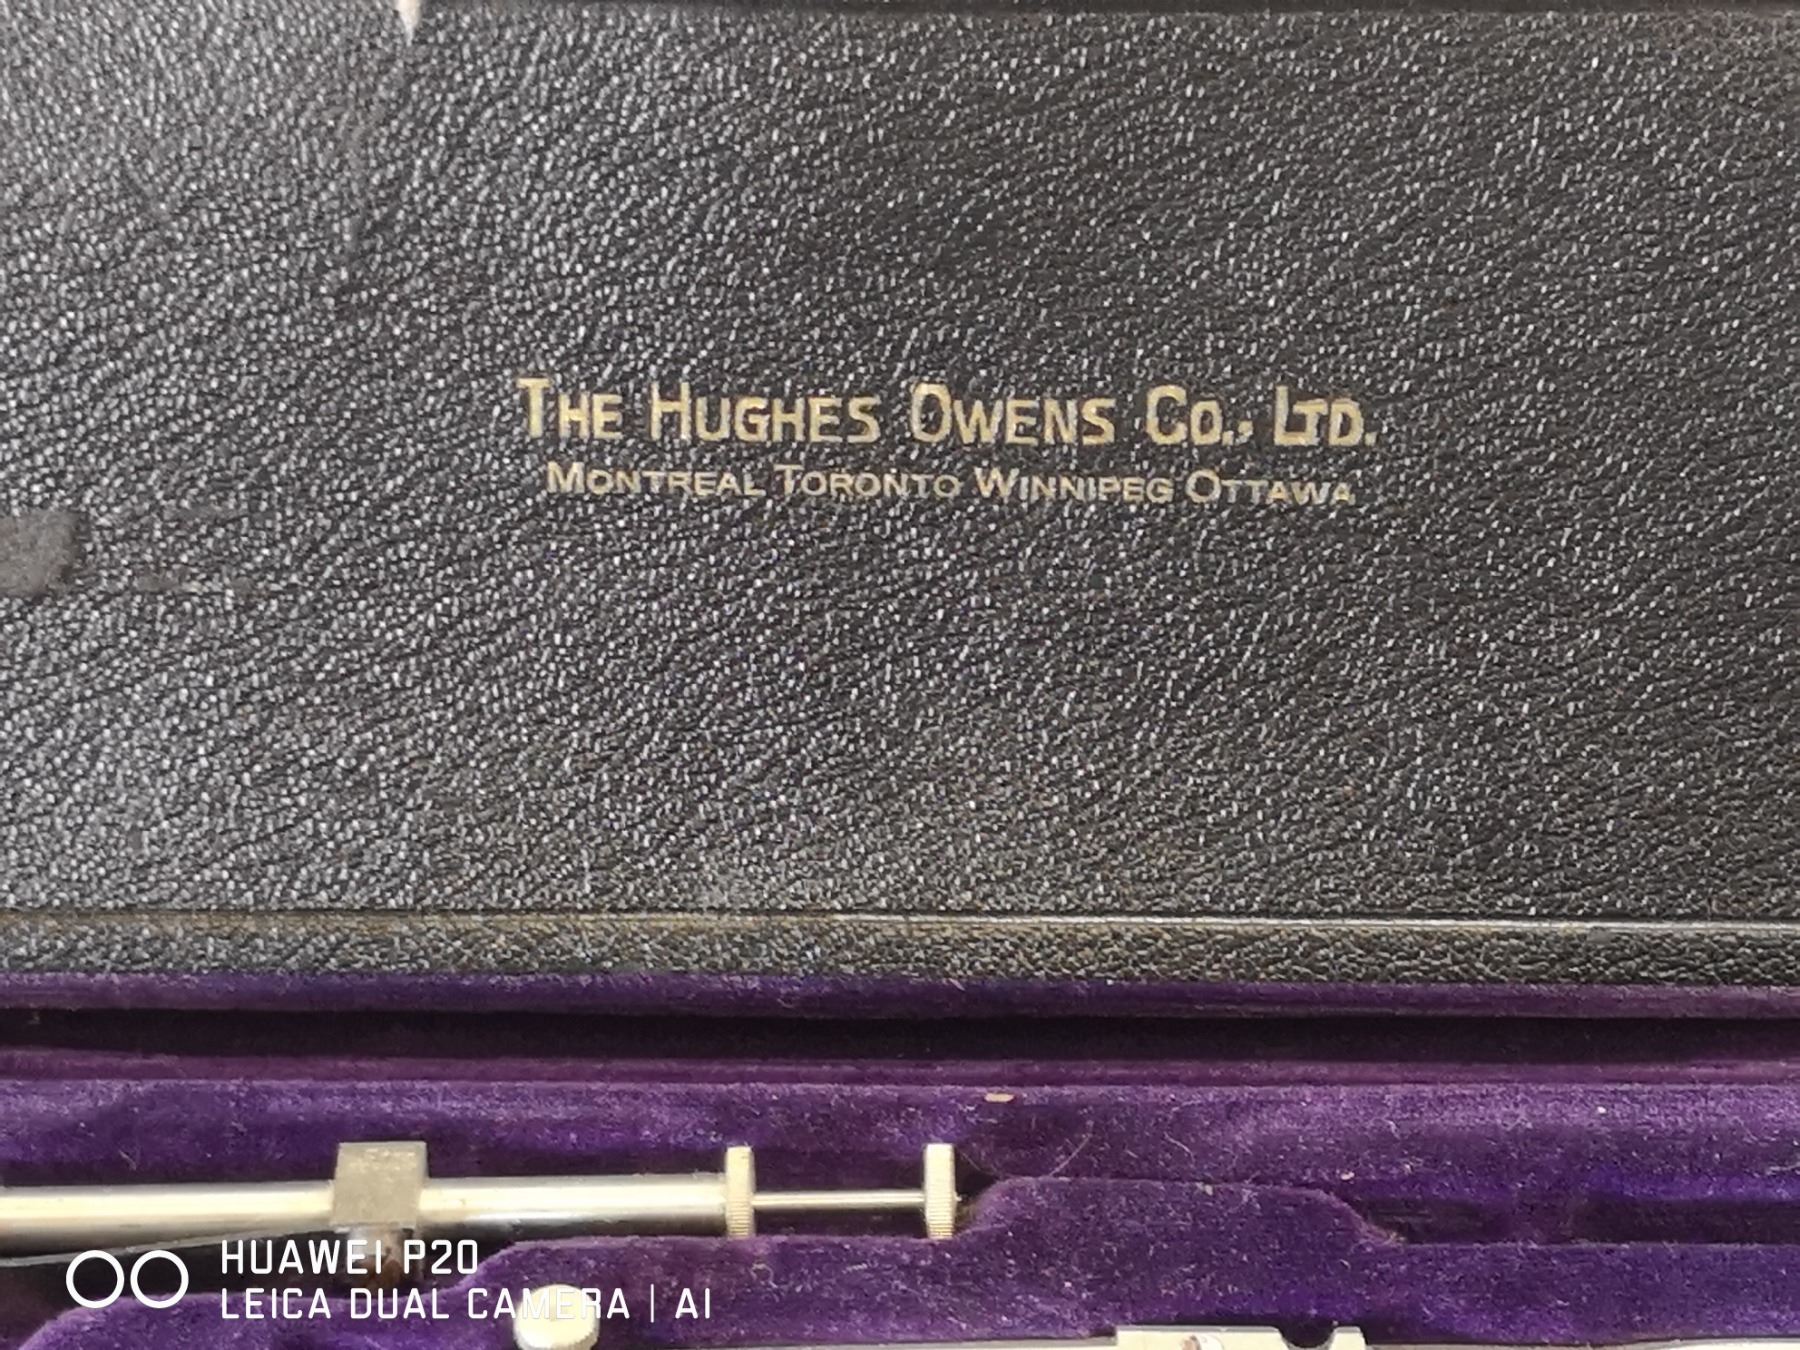 THE HUGHES OWENS CO., LTD.
MONTREAL TORONTO WINNIPEG OTTAWA
HUAWEI P20
LEICA DUAL CAMERA | AI